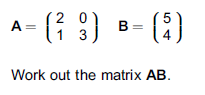 A = (2 0
1 3) B = (5
4)
Work out the matrix AB.